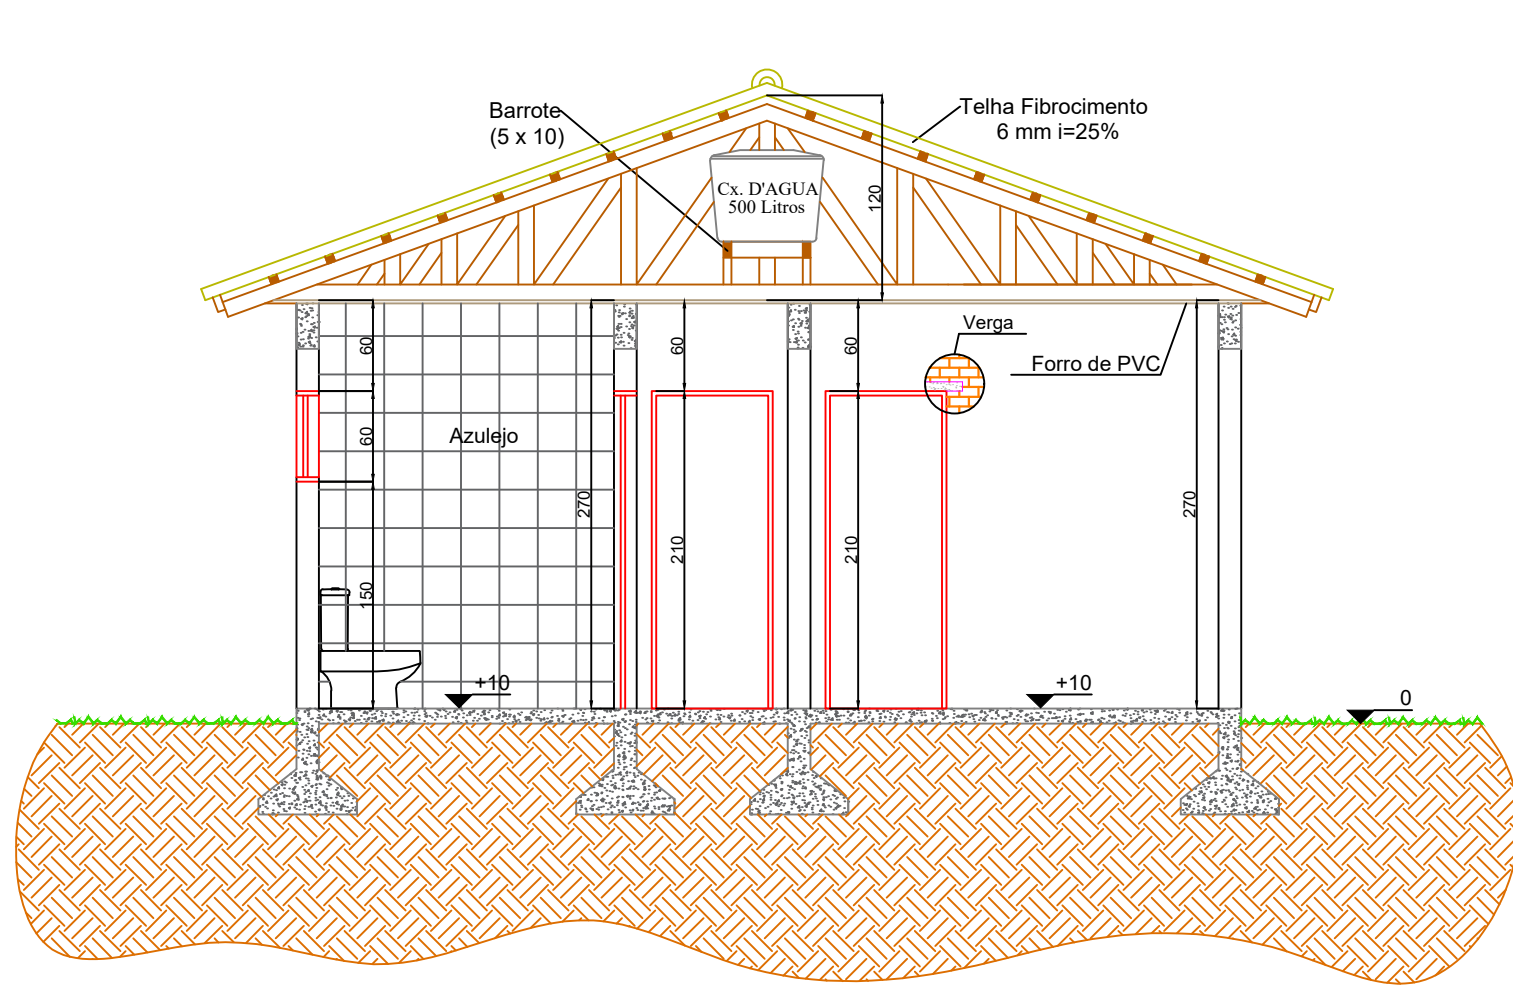 Barrote
(5 x 10)
Telha Fibrocimento
6 mm i=25%
Cx. D'AGUA
500 Litros
120
Verga
Forro de PVC
60
60
60
Azulejo
60
270
270
210
210
150
+10
+10
0